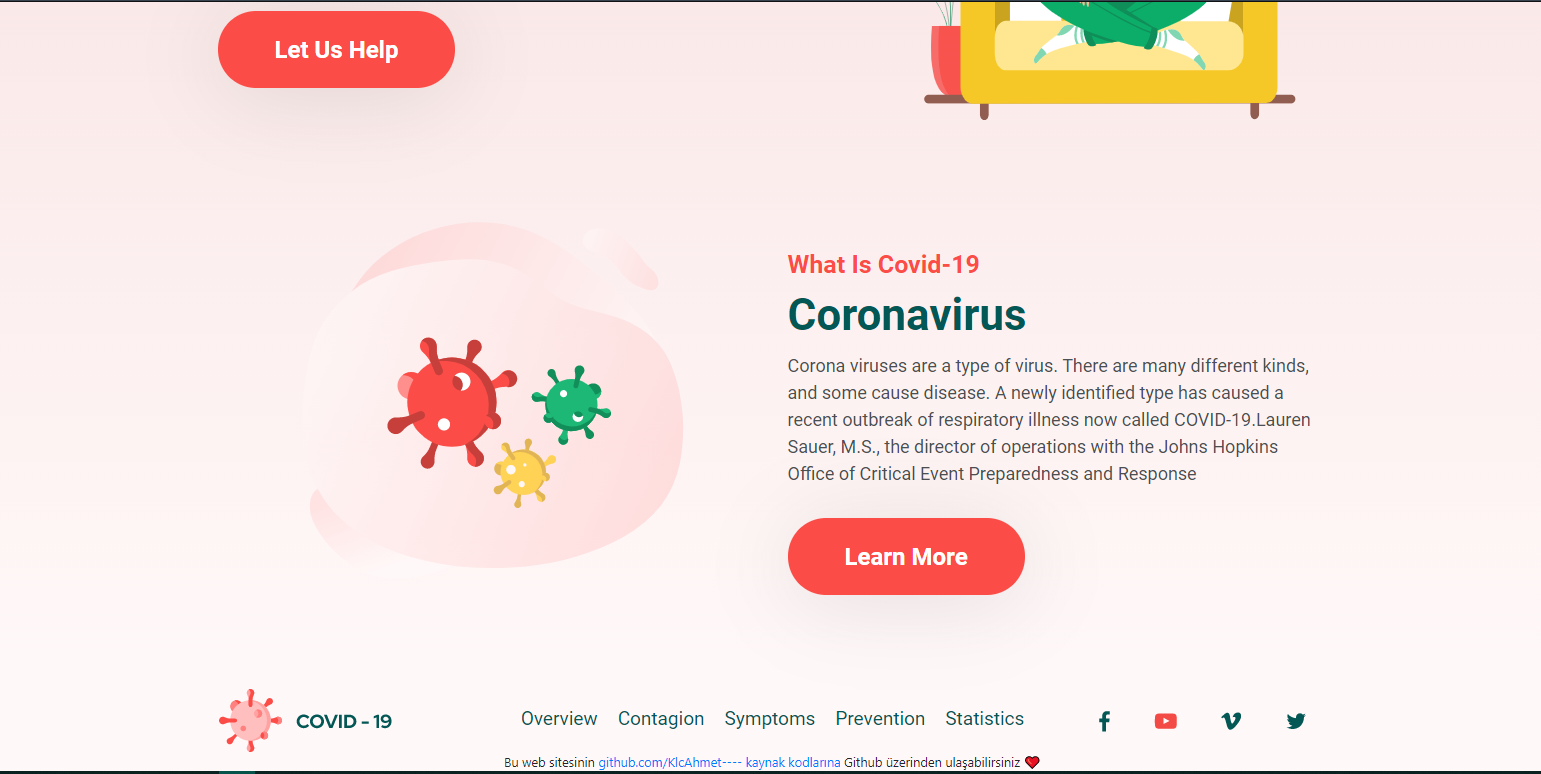 Let Us Help
What Is Covid-19
Coronavirus
Corona viruses are a type of virus. There are many different kinds,
and some cause disease. A newly identified type has caused a
recent outbreak of respiratory illness now called COVID-19.Lauren
Sauer, M.S., the director of operations with the Johns Hopkins
Office of Critical Event Preparedness and Response
Learn More
COVID - 19
Overview Contagion Symptoms Prevention Statistics
Bu web sitesinin github.com/KlcAhmet---- kaynak kodlarına Github üzerinden ulaşabilirsiniz